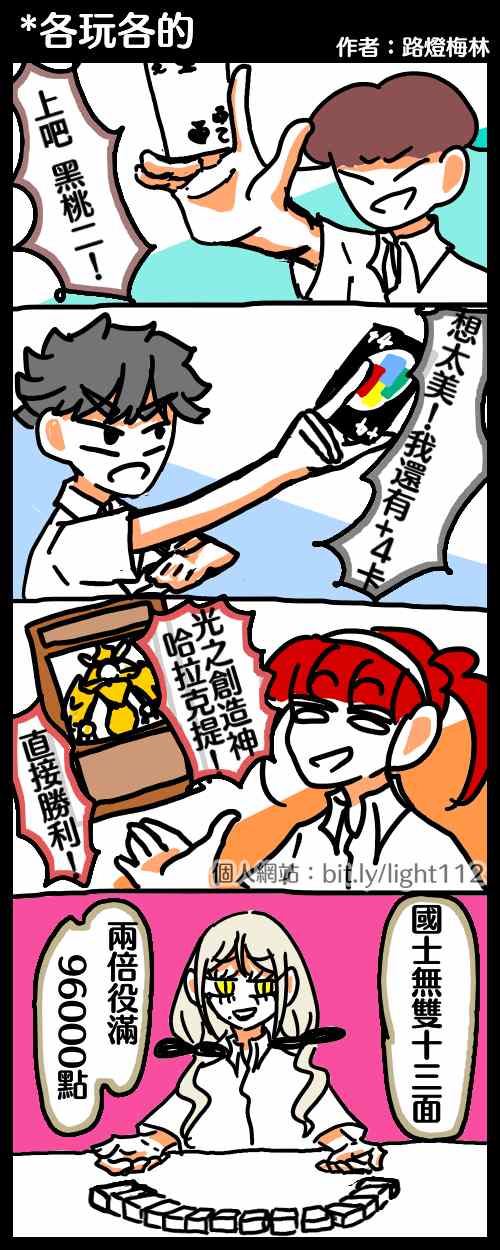 *各玩各的
作者：路燈梅林
上吧 黑桃二！
想太美！我還有+4卡
+4
+4
光之創造神
哈拉克提！
直接勝利！
個人網站：bit.ly/light112
國士無雙十三面
兩倍役滿
96000點